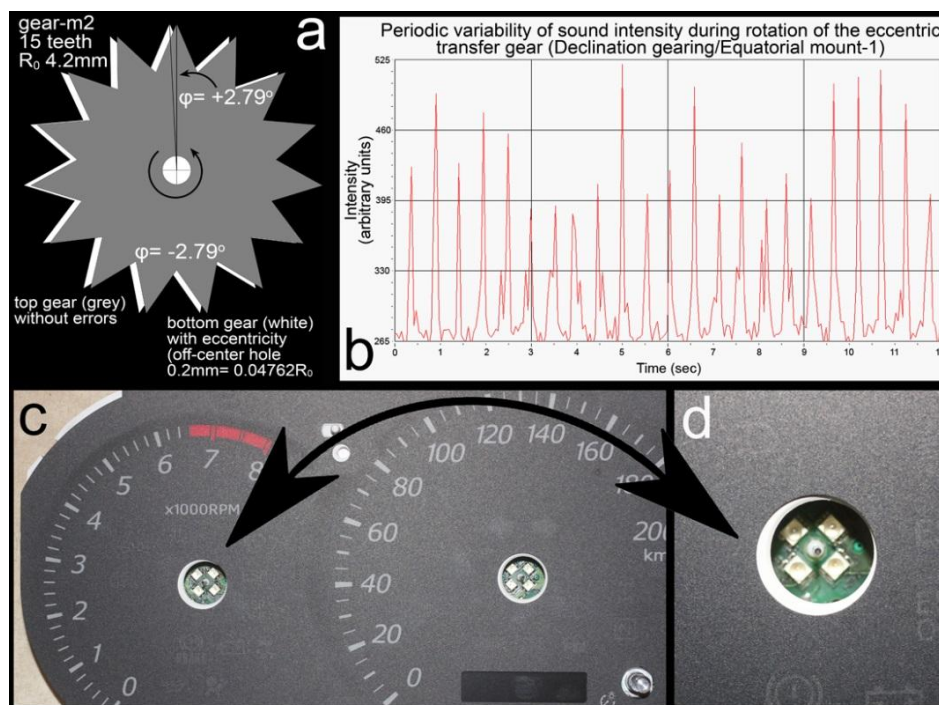 gear-m2
15 teeth
R₀ 4.2mm
a
φ= +2.79°
φ= -2.79°
top gear (grey)
without errors
bottom gear (white)
with eccentricity
(off-center hole
0.2mm= 0.04762R₀
Periodic variability of sound intensity during rotation of the eccentric
transfer gear (Declination gearing/Equatorial mount-1)
Intensity
(arbitrary units)
525
460
395
330
265
0 1 2 3 4 5 6 7 8 9 10 11
Time (sec)
b
c
0
1
2
3
4
5
6
7
8
x1000RPM
0
20
40
60
80
100
120
140
160
180
200
km
d